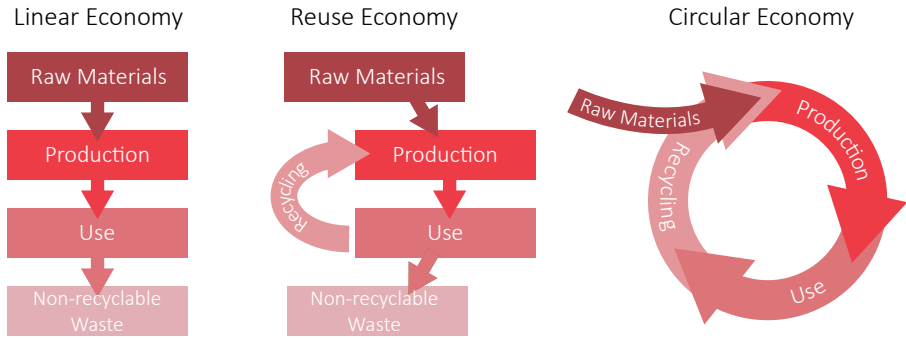 Linear Economy
Raw Materials
Production
Use
Non-recyclable
Waste
Reuse Economy
Raw Materials
Production
Recycling
Use
Non-recyclable
Waste
Circular Economy
Raw Materials
Production
Recycling
Use